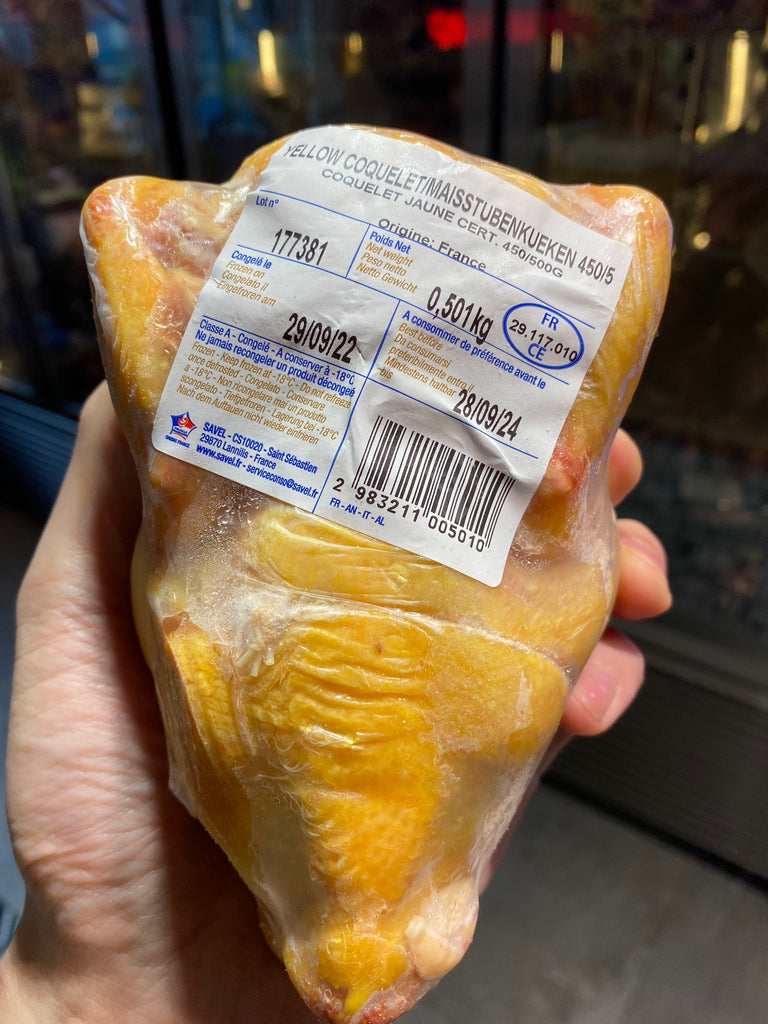 YELLOW COQUELET/MAISSTUBENKUEKEN 450/5
COQUELET JAUNE CERT. 450/500G
Origine: France
Lot n°
177381
Poids Net
Net weight
Peso netto
Netto Gewicht
0,501kg
FR
29.117.010
CE
Congelé le
Frozen on
Congelato il
Eingefroren am
29/09/22
A consommer de préférence avant le
Best before
Da consumarsi
preferibilmente entro il
Mindestens haltbar
bis
28/09/24
Classe A - Congelé - A conserver à -18°C
Ne jamais recongeler un produit décongelé
Frozen - Keep frozen at -18°C - Do not refreeze
once defrosted - Congelato - Conservare
a -18°C - Non ricongelare mai un prodotto
scongelato - Tiefgefroren - Lagerung bei -18°C
Nach dem Auftauen nicht wieder einfrieren
SAVEL - CS10020 - Saint Sébastien
29870 Lannilis - France
www.savel.fr - serviceconso@savel.fr
FR - AN - IT - AL
2 983211 005010